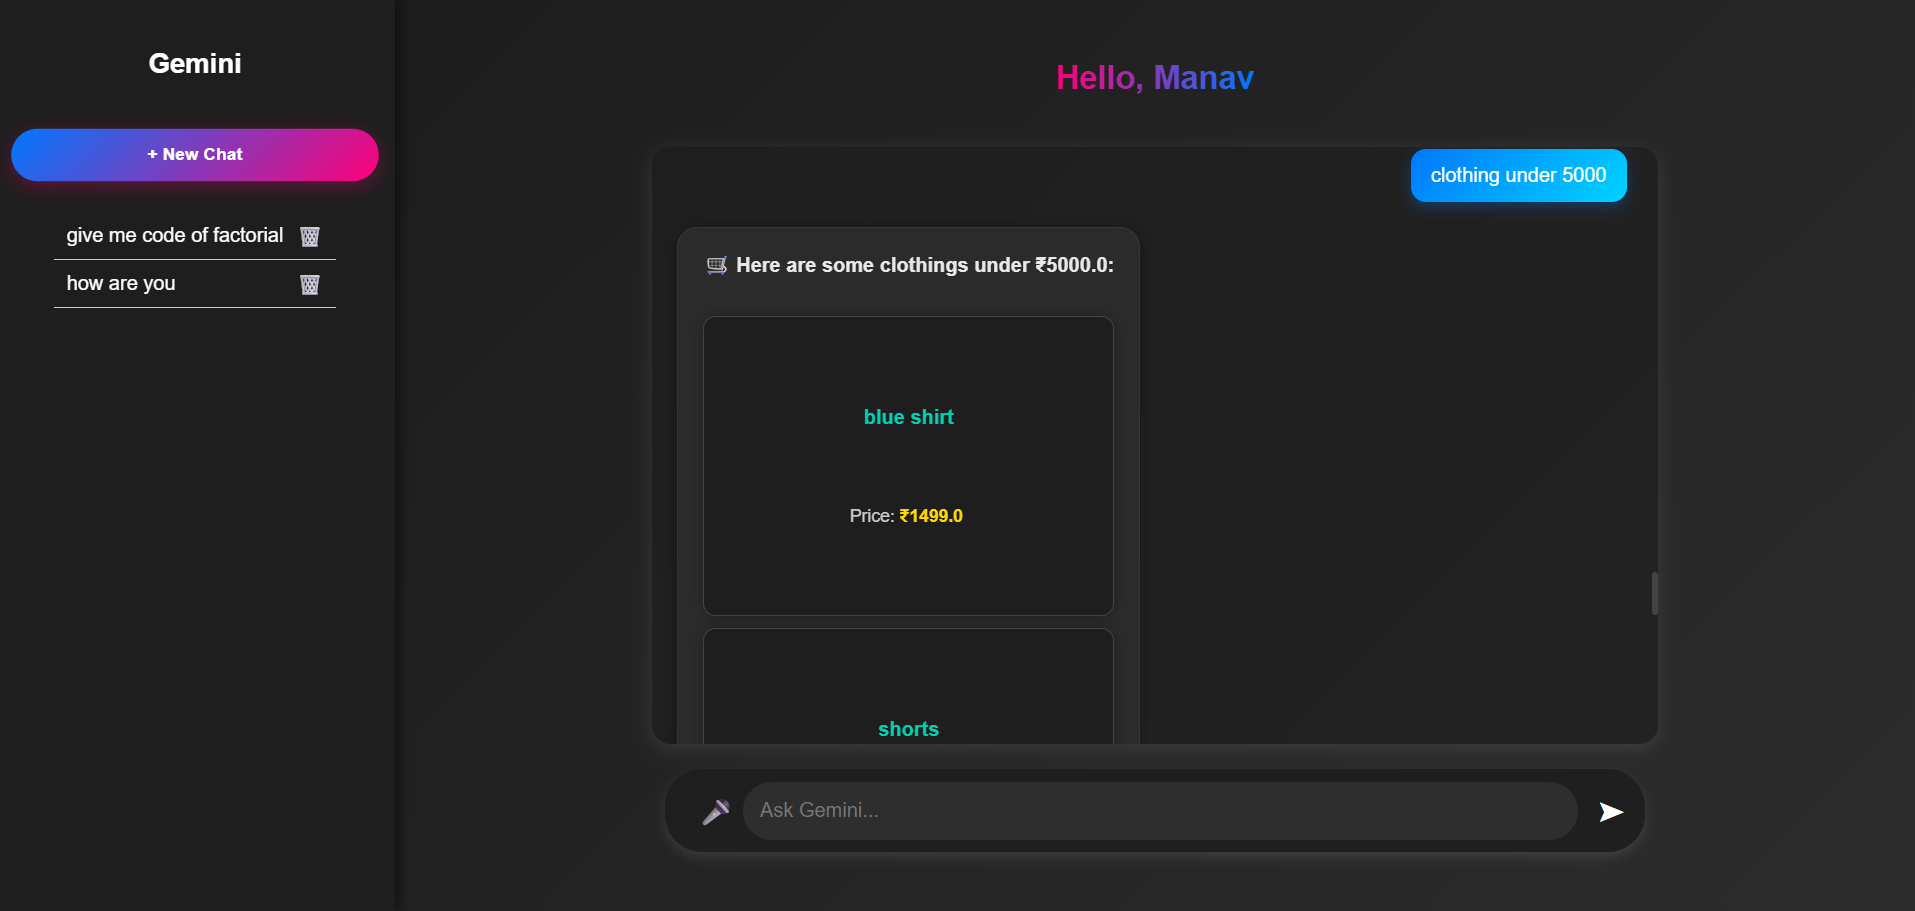 Gemini
+ New Chat
give me code of factorial
how are you
Hello, Manav
clothing under 5000
🛒 Here are some clothings under ₹5000.0:
blue shirt
Price: ₹1499.0
shorts
Ask Gemini...